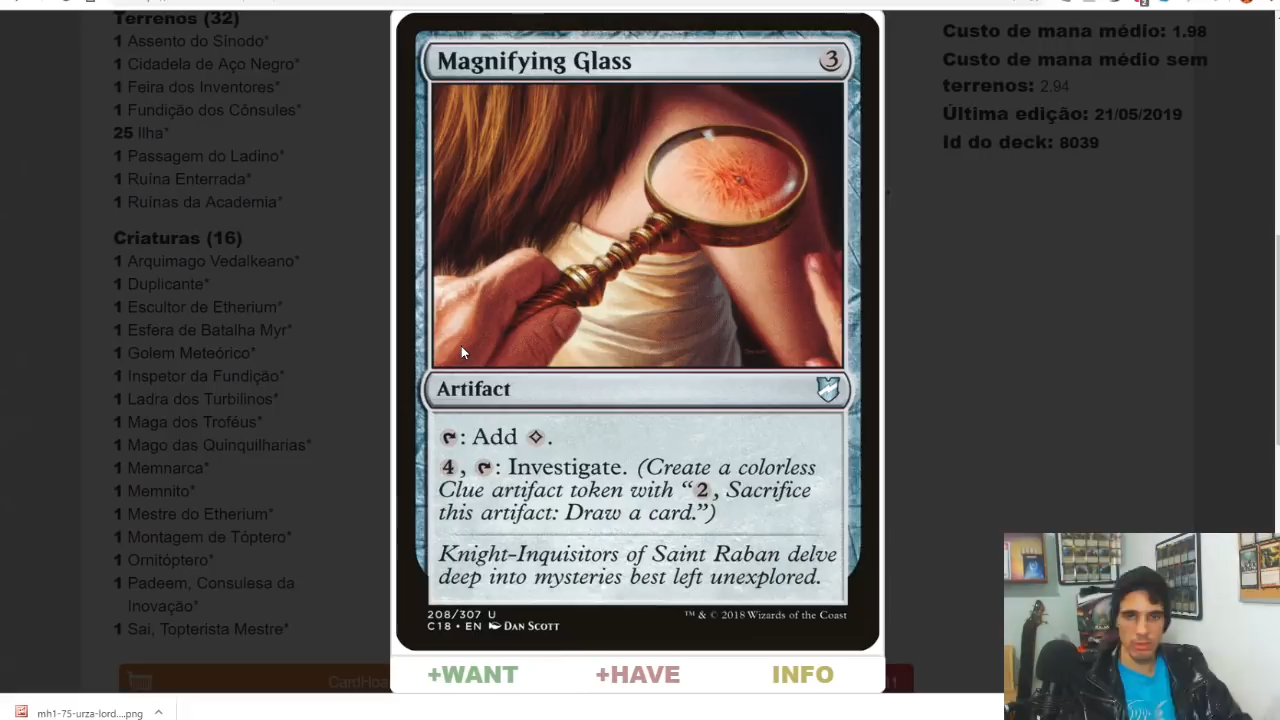 Terrenos (32)
1 Assento do Sínodo*
1 Cidadela de Aço Negro*
1 Feira dos Inventores*
1 Fundição dos Cônsules*
25 Ilha*
1 Passagem do Ladino*
1 Ruína Enterrada*
1 Ruínas da Academia*
Criaturas (16)
1 Arquimago Vedalkeano*
1 Duplicante*
1 Escultor de Etherium*
1 Esfera de Batalha Myr*
1 Golem Meteórico*
1 Inspetor da Fundição*
1 Ladra dos Turbilinos*
1 Maga dos Troféus*
1 Mago das Quinquilharias*
1 Memnarca*
1 Memnito*
1 Mestre do Etherium*
1 Montagem de Tóptero*
1 Ornitóptero*
1 Padeem, Consulesa da
Inovação*
1 Sai, Topterista Mestre*
Magnifying Glass 3
Artifact
: Add .
4, : Investigate. (Create a colorless
Clue artifact token with “2, Sacrifice
this artifact: Draw a card.”)
Knight-Inquisitors of Saint Raban delve
deep into mysteries best left unexplored.
208/307 U
C18 • EN Dan Scott
™ & © 2018 Wizards of the Coast
+WANT +HAVE INFO
Custo de mana médio: 1.98
Custo de mana médio sem
terrenos: 2.94
Última edição: 21/05/2019
Id do deck: 8039
mh1-75-urza-lord....png